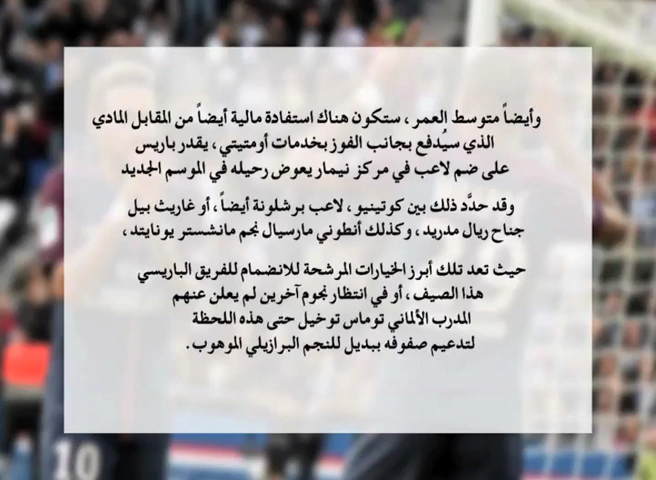 وأيضاً متوسط العمر ، ستكون هناك استفادة مالية أيضاً من المقابل المادي
الذي سيُدفع بجانب الفوز بخدمات أومتيتي ، يقدر باريس
على ضم لاعب في مركز نيمار يعوض رحيله في الموسم الجديد
وقد حدَّد ذلك بين كوتينيو ، لاعب برشلونة أيضاً ، أو غاريث بيل
جناح ريال مدريد ، وكذلك أنطوني مارسيال نجم مانشستر يونايتد ،
حيث تعد تلك أبرز الخيارات المرشحة للانضمام للفريق الباريسي
هذا الصيف ، أو في انتظار نجوم آخرين لم يعلن عنهم
المدرب الألماني توماس توخيل حتى هذه اللحظة
لتدعيم صفوفه ببديل للنجم البرازيلي الموهوب .
10